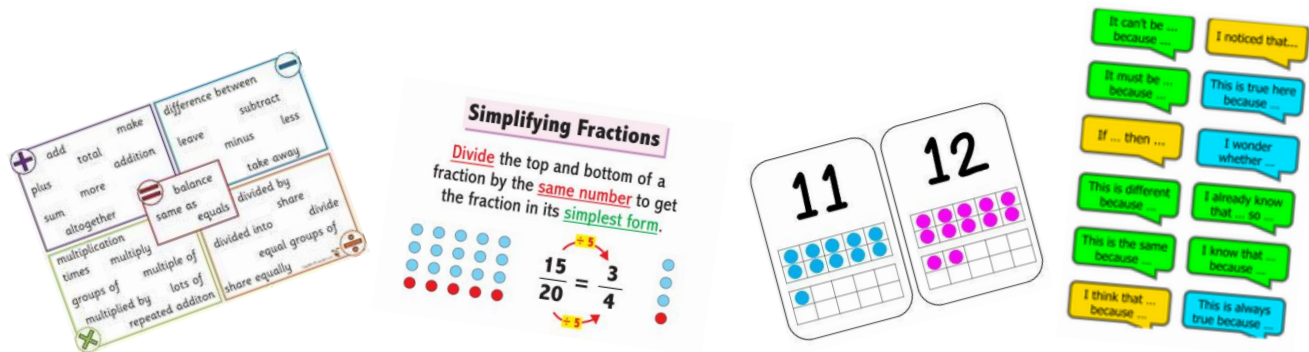 add
make
total
addition
plus
more
sum
altogether
difference between
subtract
leave
minus
less
take away
balance
same as
equals
multiplication
times
multiply
groups of
multiple of
multiplied by
lots of
repeated additon
divided by
share
divide
divided into
equal groups of
share equally
Simplifying Fractions
Divide the top and bottom of a
fraction by the same number to get
the fraction in its simplest form.
÷ 5
15/20 = 3/4
÷ 5
11
12
It can't be ...
because ...
I noticed that...
It must be ...
because ...
This is true here
because ...
If ... then ...
I wonder
whether ...
This is different
because ...
I already know
that ... so ...
This is the same
because ...
I know that ...
because ...
I think that ...
because ...
This is always
true because ...